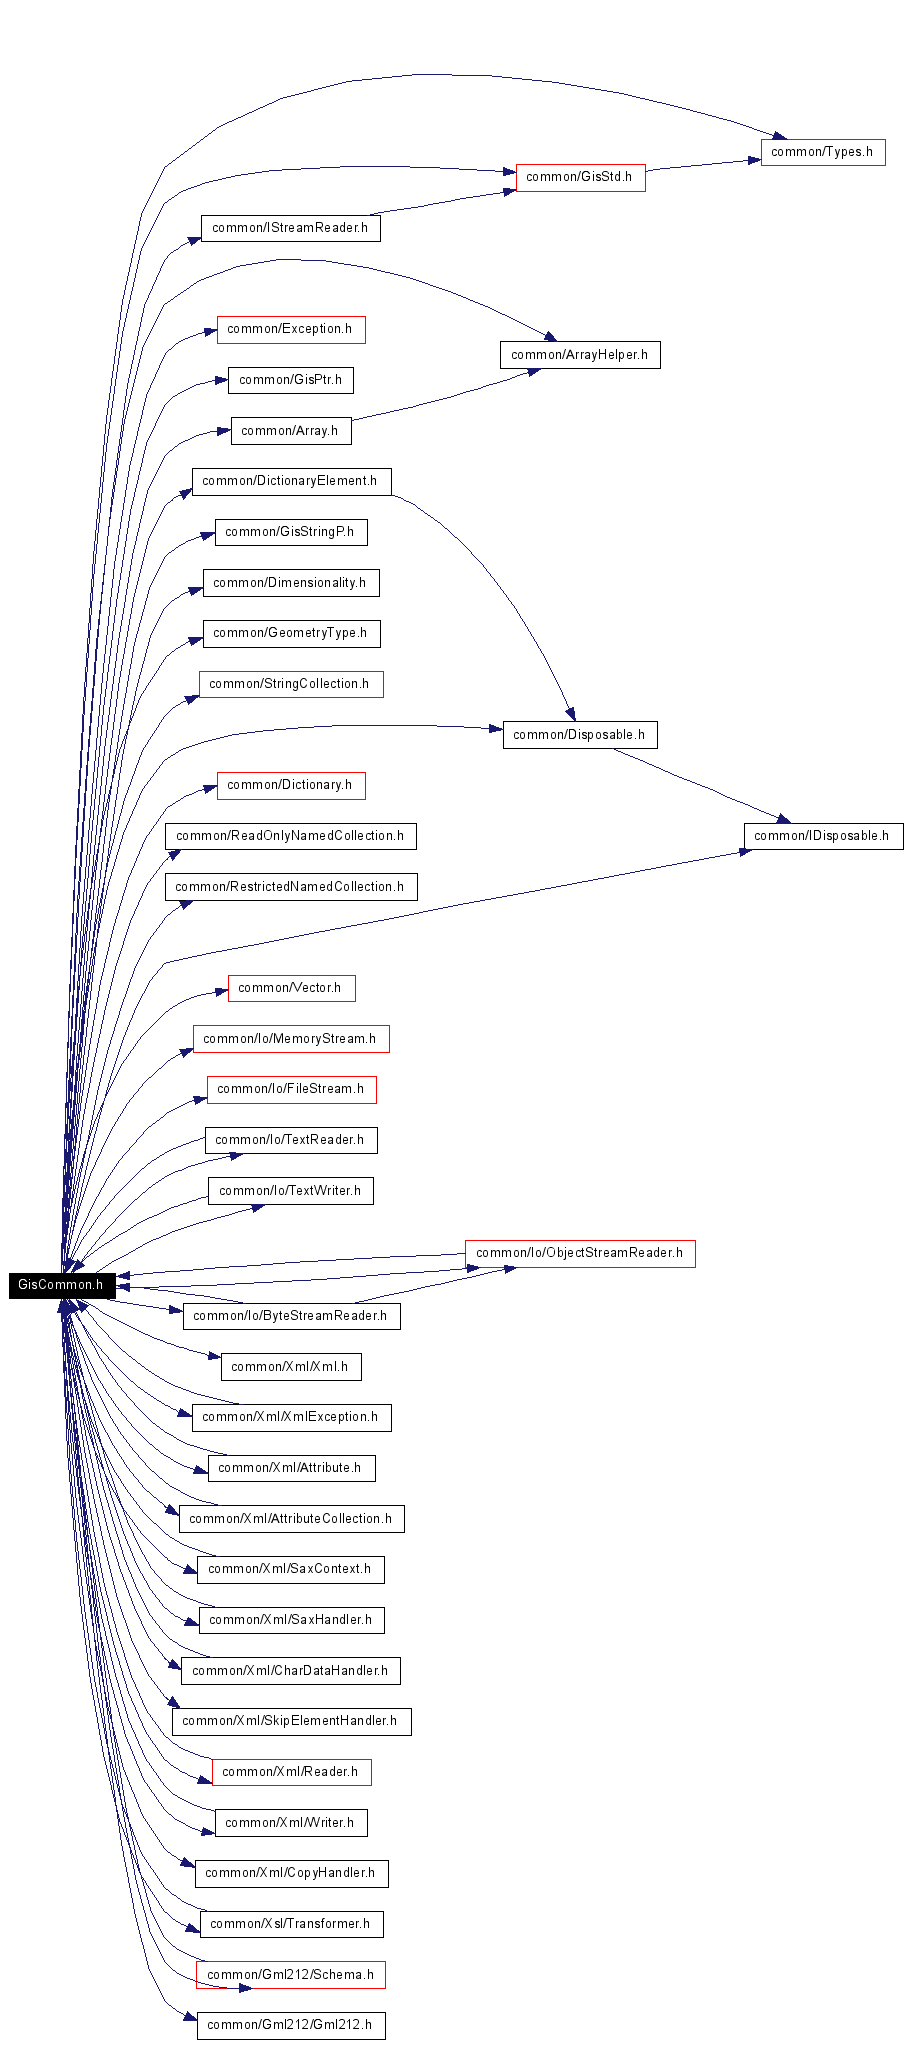 common/Types.h
common/GisStd.h
common/IStreamReader.h
common/Exception.h
common/ArrayHelper.h
common/GisPtr.h
common/Array.h
common/DictionaryElement.h
common/GisStringP.h
common/Dimensionality.h
common/GeometryType.h
common/StringCollection.h
common/Disposable.h
common/Dictionary.h
common/ReadOnlyNamedCollection.h
common/IDisposable.h
common/RestrictedNamedCollection.h
common/Vector.h
common/Io/MemoryStream.h
common/Io/FileStream.h
common/Io/TextReader.h
common/Io/TextWriter.h
common/Io/ObjectStreamReader.h
GisCommon.h
common/Io/ByteStreamReader.h
common/Xml/Xml.h
common/Xml/XmlException.h
common/Xml/Attribute.h
common/Xml/AttributeCollection.h
common/Xml/SaxContext.h
common/Xml/SaxHandler.h
common/Xml/CharDataHandler.h
common/Xml/SkipElementHandler.h
common/Xml/Reader.h
common/Xml/Writer.h
common/Xml/CopyHandler.h
common/Xsl/Transformer.h
common/Gml212/Schema.h
common/Gml212/Gml212.h